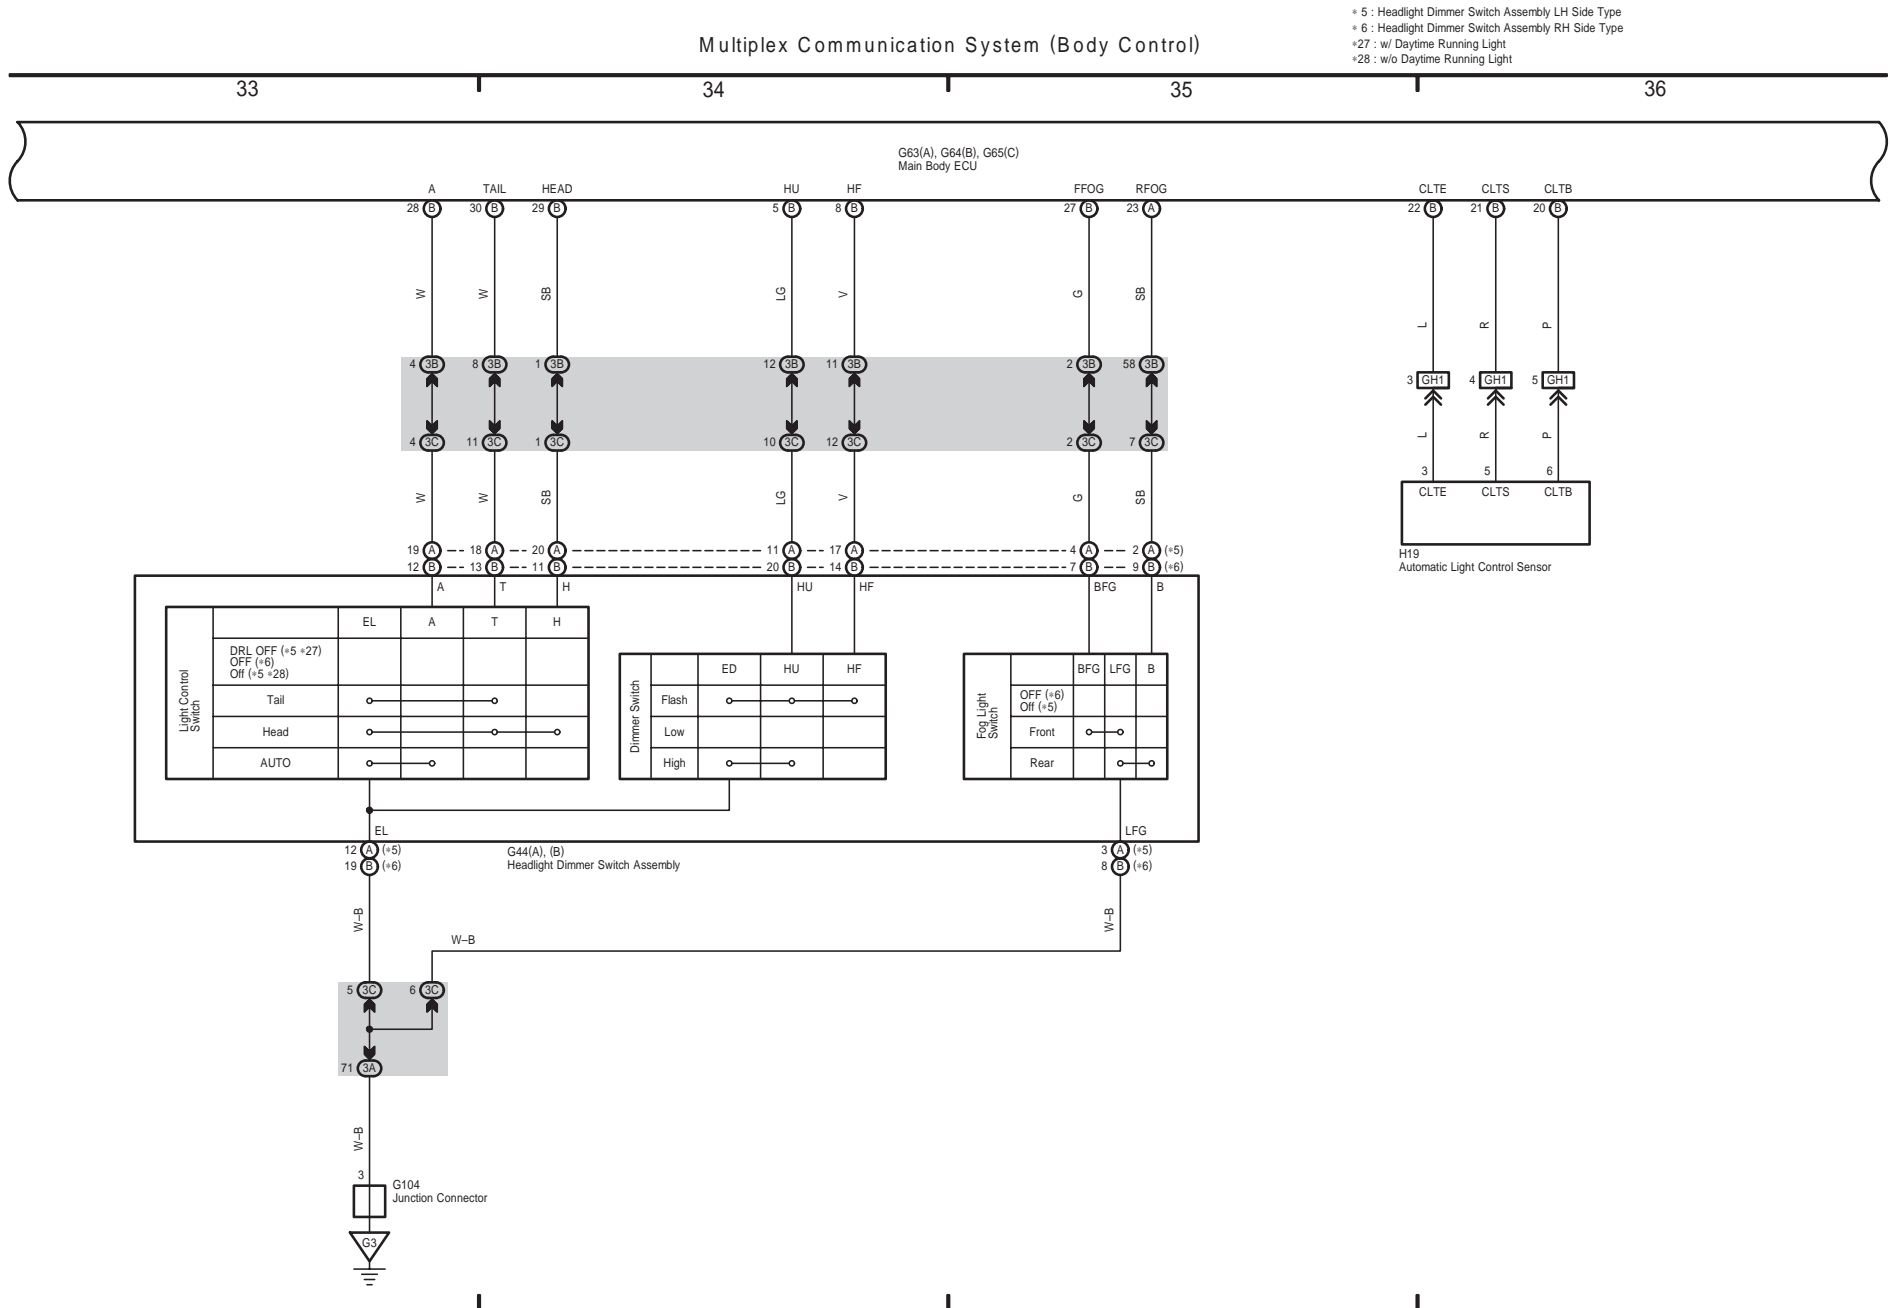 * 5 : Headlight Dimmer Switch Assembly LH Side Type
* 6 : Headlight Dimmer Switch Assembly RH Side Type
*27 : w/ Daytime Running Light
*28 : w/o Daytime Running Light
Multiplex Communication System (Body Control)
33 34 35 36
G63(A), G64(B), G65(C)
Main Body ECU
A TAIL HEAD HU HF FFOG RFOG CLTE CLTS CLTB
28 B 30 B 29 B 5 B 8 B 27 B 23 A 22 B 21 B 20 B
W W SB LG V G SB
L R P
4 3B 8 3B 1 3B 12 3B 11 3B 2 3B 58 3B
3 GH1 4 GH1 5 GH1
4 3C 11 3C 1 3C 10 3C 12 3C 2 3C 7 3C
L R P
W W SB LG V G SB
3 5 6
CLTE CLTS CLTB
H19
Automatic Light Control Sensor
19 A 18 A 20 A 11 A 17 A 4 A 2 A (*5)
12 B 13 B 11 B 20 B 14 B 7 B 9 B (*6)
A T H HU HF BFG B
Light Control
Switch
EL A T H
DRL OFF (*5 *27)
OFF (*6)
Off (*5 *28)
Tail
Head
AUTO
Dimmer Switch
ED HU HF
Flash
Low
High
Fog Light
Switch
BFG LFG B
OFF (*6)
Off (*5)
Front
Rear
EL LFG
12 A (*5)
19 B (*6)
G44(A), (B)
Headlight Dimmer Switch Assembly
3 A (*5)
8 B (*6)
W–B W–B
W–B
5 3C 6 3C
71 3A
W–B
3
G104
Junction Connector
G3